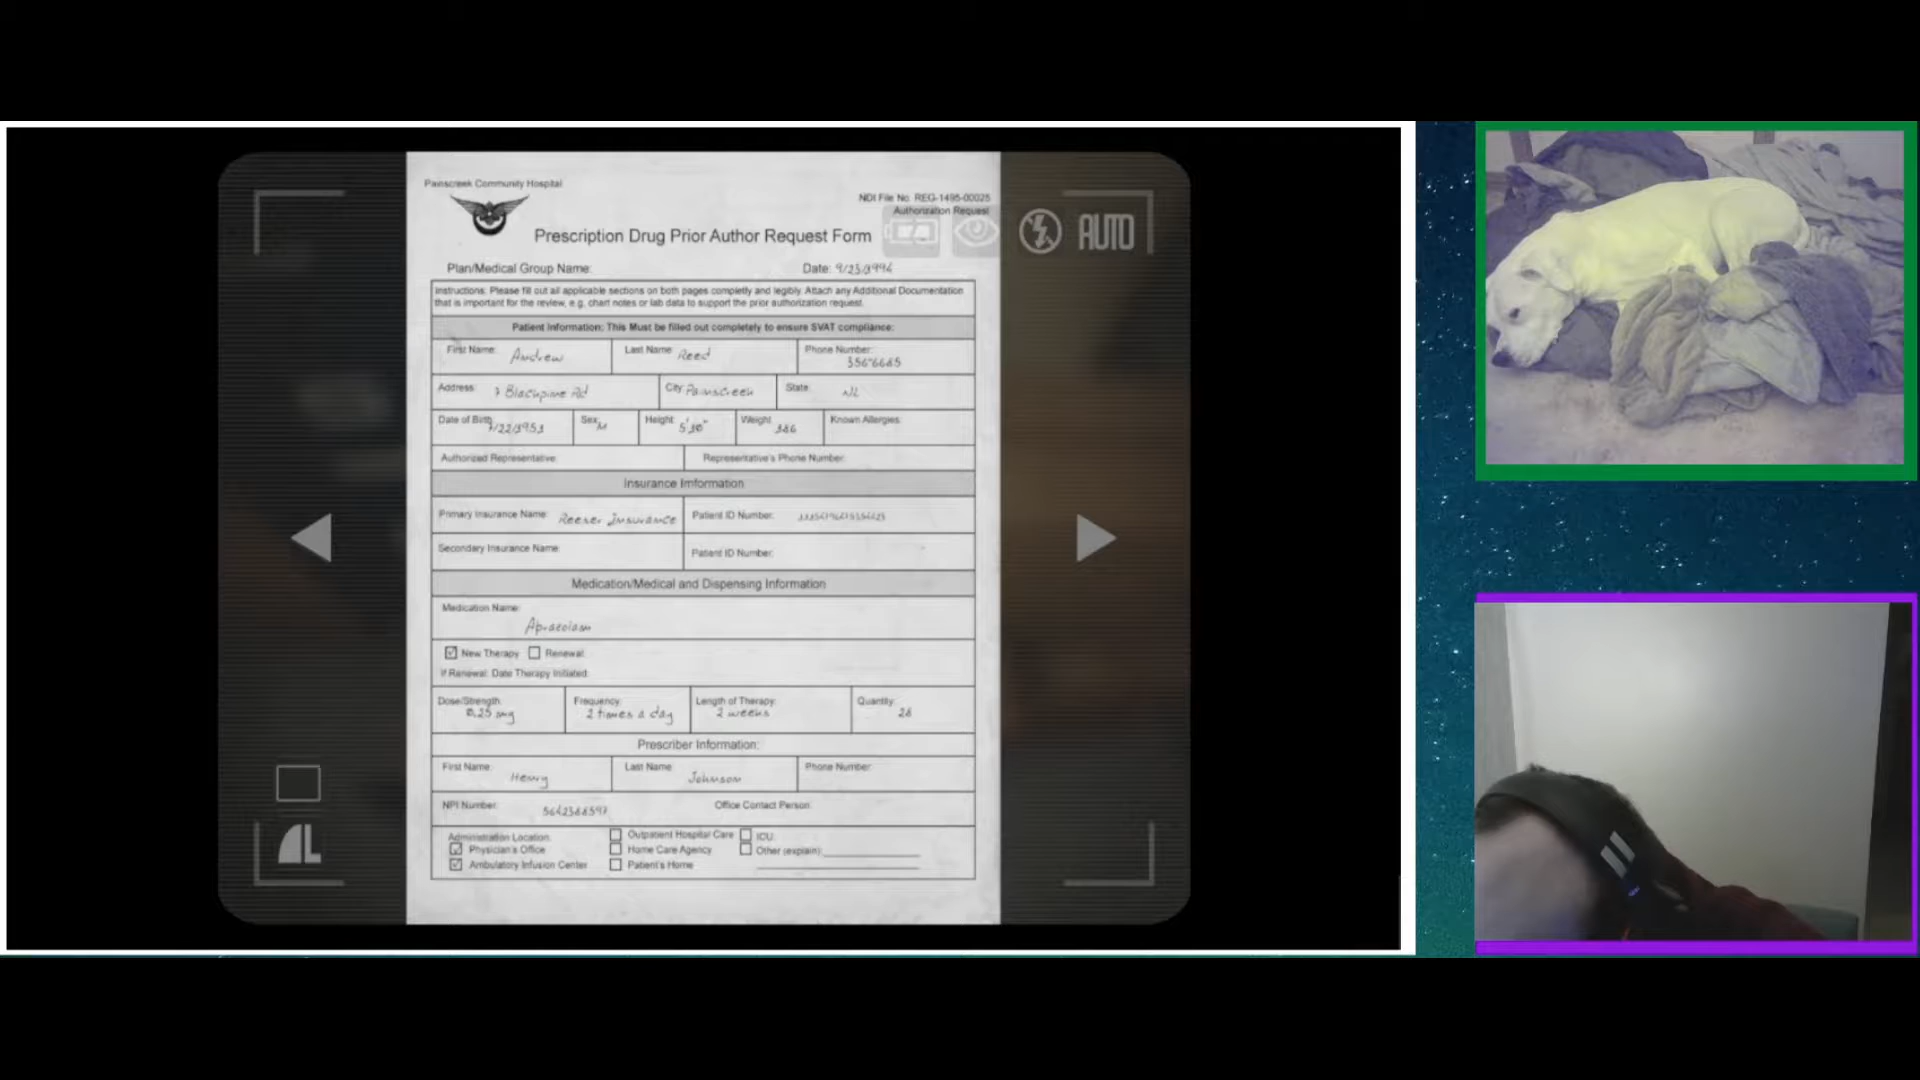 Painscreek Community Hospital
NDI File No. REG-1495-00025
Authorization Request
Prescription Drug Prior Author Request Form
AUTO
Plan/Medical Group Name:
Date: 9/23/1994
Instructions: Please fill out all applicable sections on both pages completly and legibly. Attach any Additional Documentation
that is important for the review, e.g. chart notes or lab data to support the prior authorization request.
Patient Information: This Must be filled out completely to ensure SVAT compliance:
First Name: Andrew
Last Name: Reed
Phone Number:
Address: 7 Blackpine Rd
City: Painscreek
State:
Date of Birth:
Sex: M
Height: 5'10"
Weight: 186
Known Allergies:
Authorized Representative:
Representative's Phone Number:
Insurance Imformation
Primary Insurance Name: Reener Insurance
Patient ID Number:
Secondary Insurance Name:
Patient ID Number:
Medication/Medical and Dispensing Information
Medication Name:
Apraeolam
New Therapy Renewal
If Renewal: Date Therapy Initiated:
Dose/Strength: 0.25 mg
Frequency: 2 times a day
Length of Therapy: 2 weeks
Quantity: 28
Prescriber Information:
First Name: Henry
Last Name: Johnson
Phone Number:
NPI Number:
Office Contact Person:
Administration Location:
Physician's Office
Ambulatory Infusion Center
Outpatient Hospital Care
Home Care Agency
Patient's Home
ICU:
Other (explain):